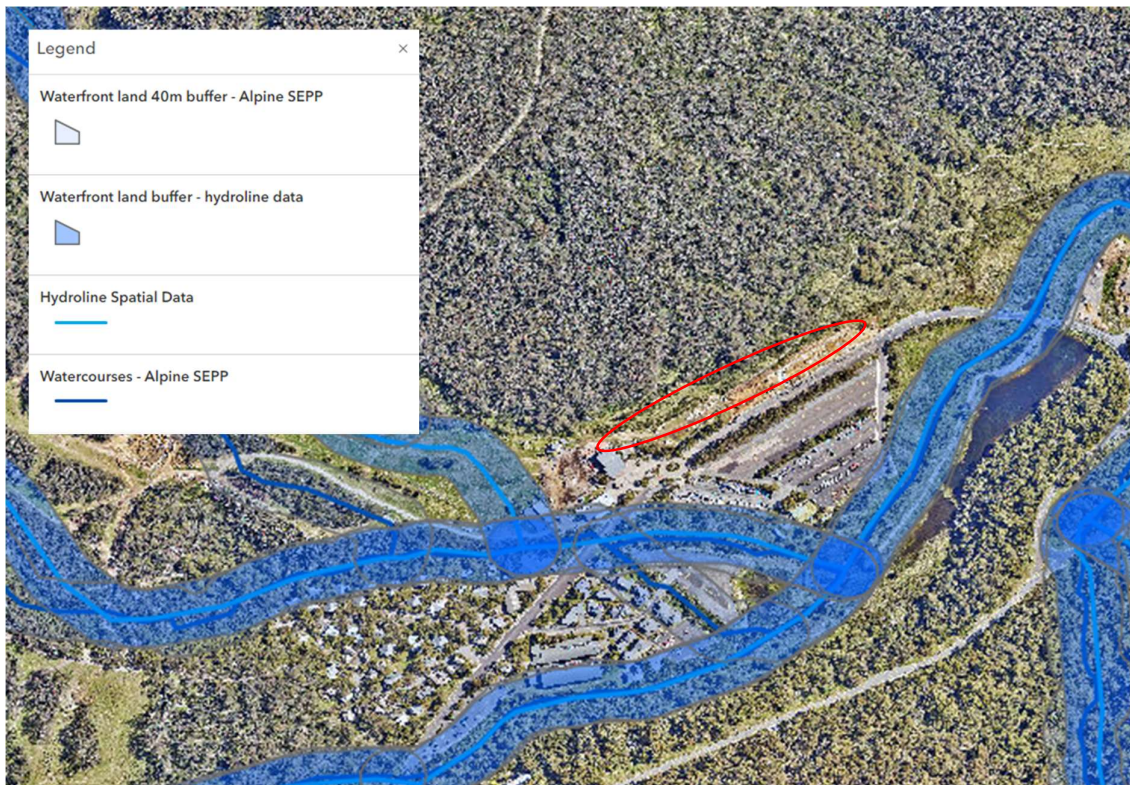 Legend ×
Waterfront land 40m buffer - Alpine SEPP
Waterfront land buffer - hydroline data
Hydroline Spatial Data
Watercourses - Alpine SEPP